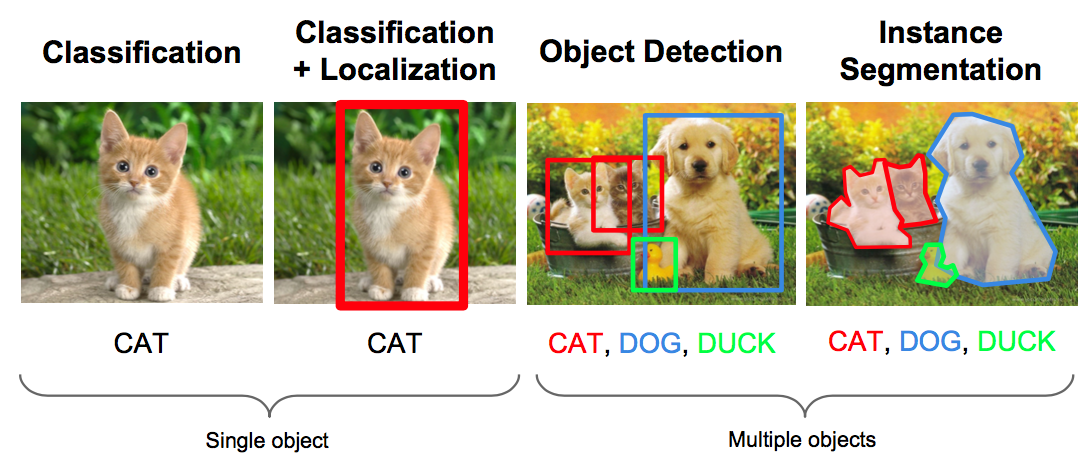 Classification
Classification
+ Localization
Object Detection
Instance
Segmentation
CAT
CAT
CAT, DOG, DUCK
CAT, DOG, DUCK
Single object
Multiple objects